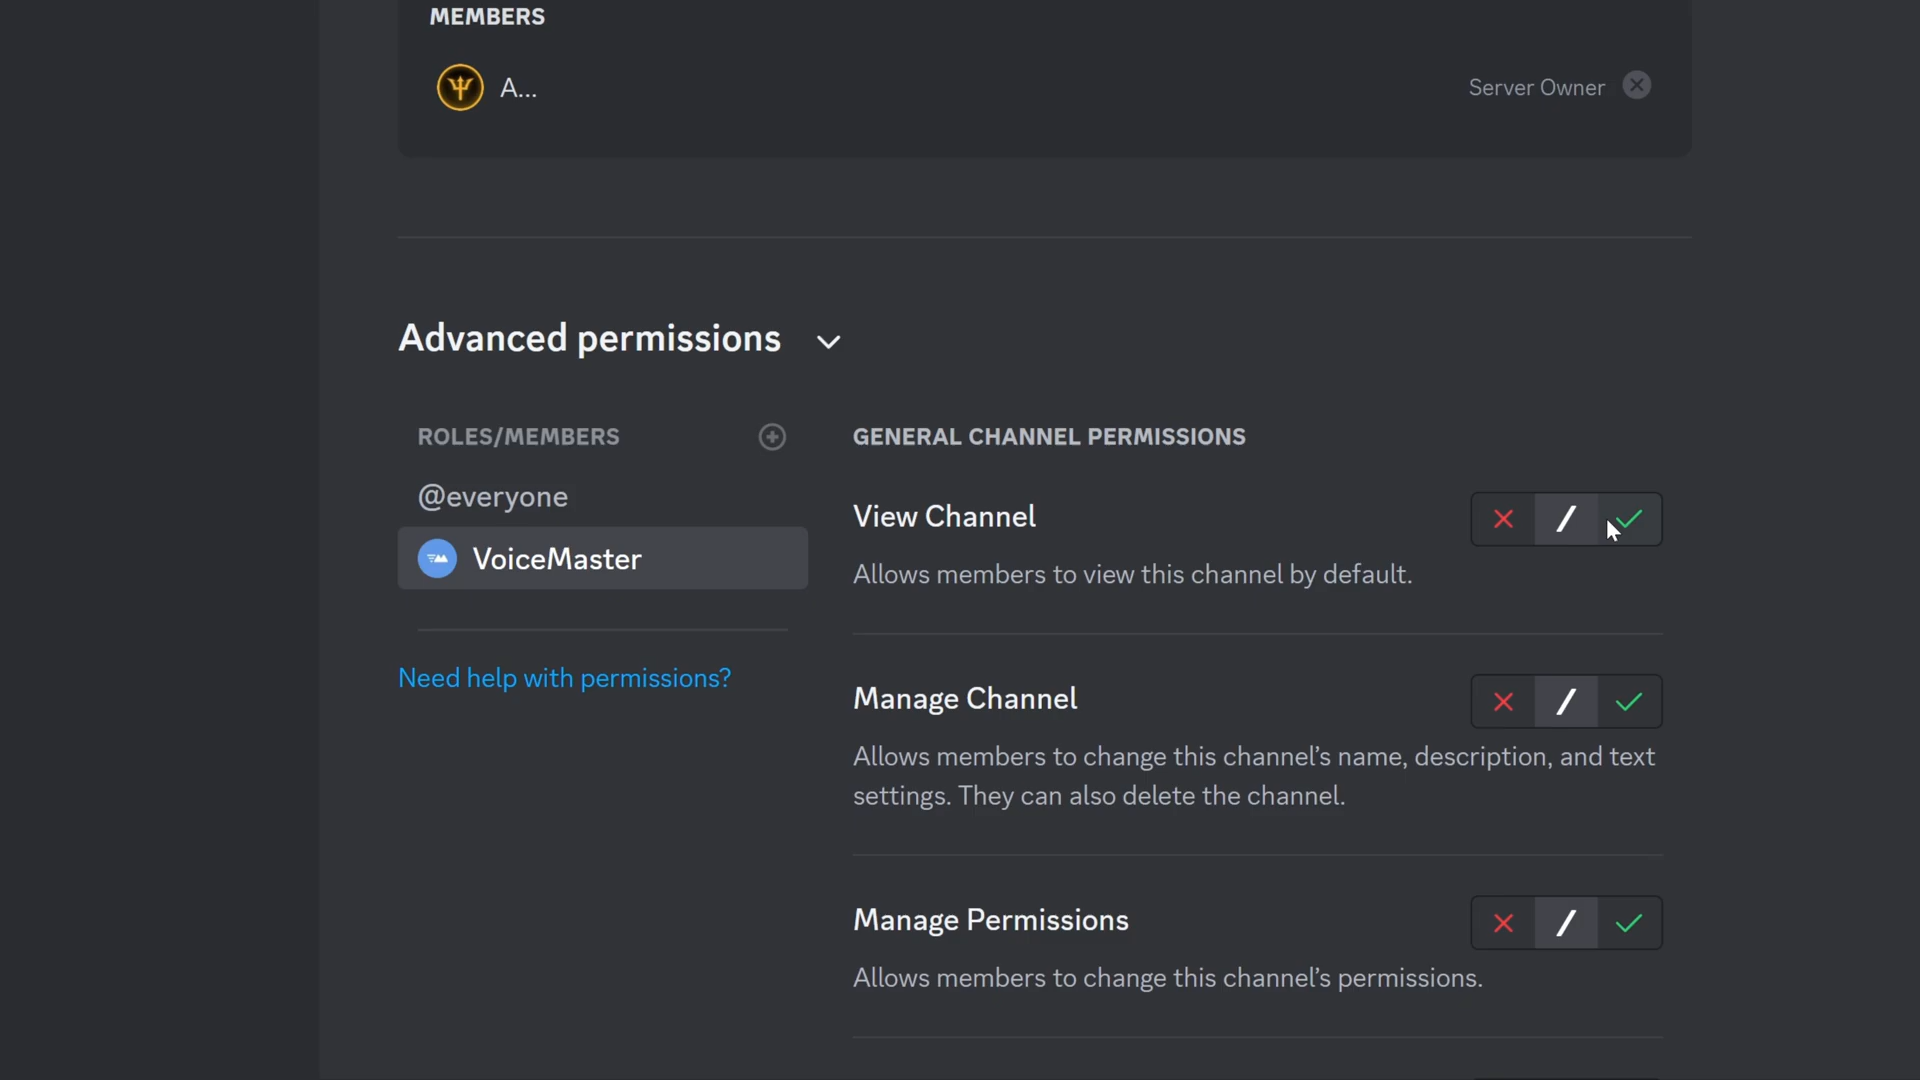 MEMBERS
A...
Server Owner
Advanced permissions
ROLES/MEMBERS
@everyone
VoiceMaster
Need help with permissions?
GENERAL CHANNEL PERMISSIONS
View Channel
Allows members to view this channel by default.
Manage Channel
Allows members to change this channel's name, description, and text
settings. They can also delete the channel.
Manage Permissions
Allows members to change this channel's permissions.